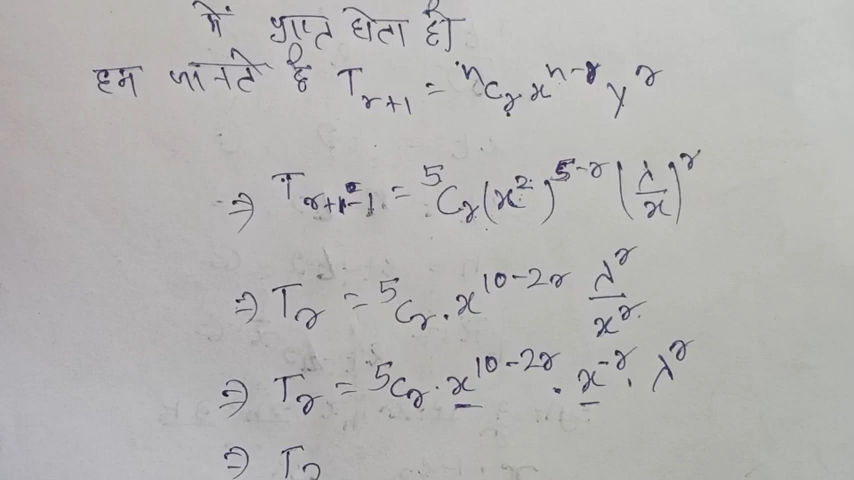 में प्राप्त होता है।
हम जानते हैं T_{r+1} = ⁿC_r x^{n-r} y^r
⇒ T_{r+1-1} = ⁵C_r (x²)^{5-r} (λ/x)^r
⇒ T_r = ⁵C_r · x^{10-2r} λ^r/x^r
⇒ T_r = ⁵C_r · x^{10-2r} · x^{-r} · λ^r
⇒ T